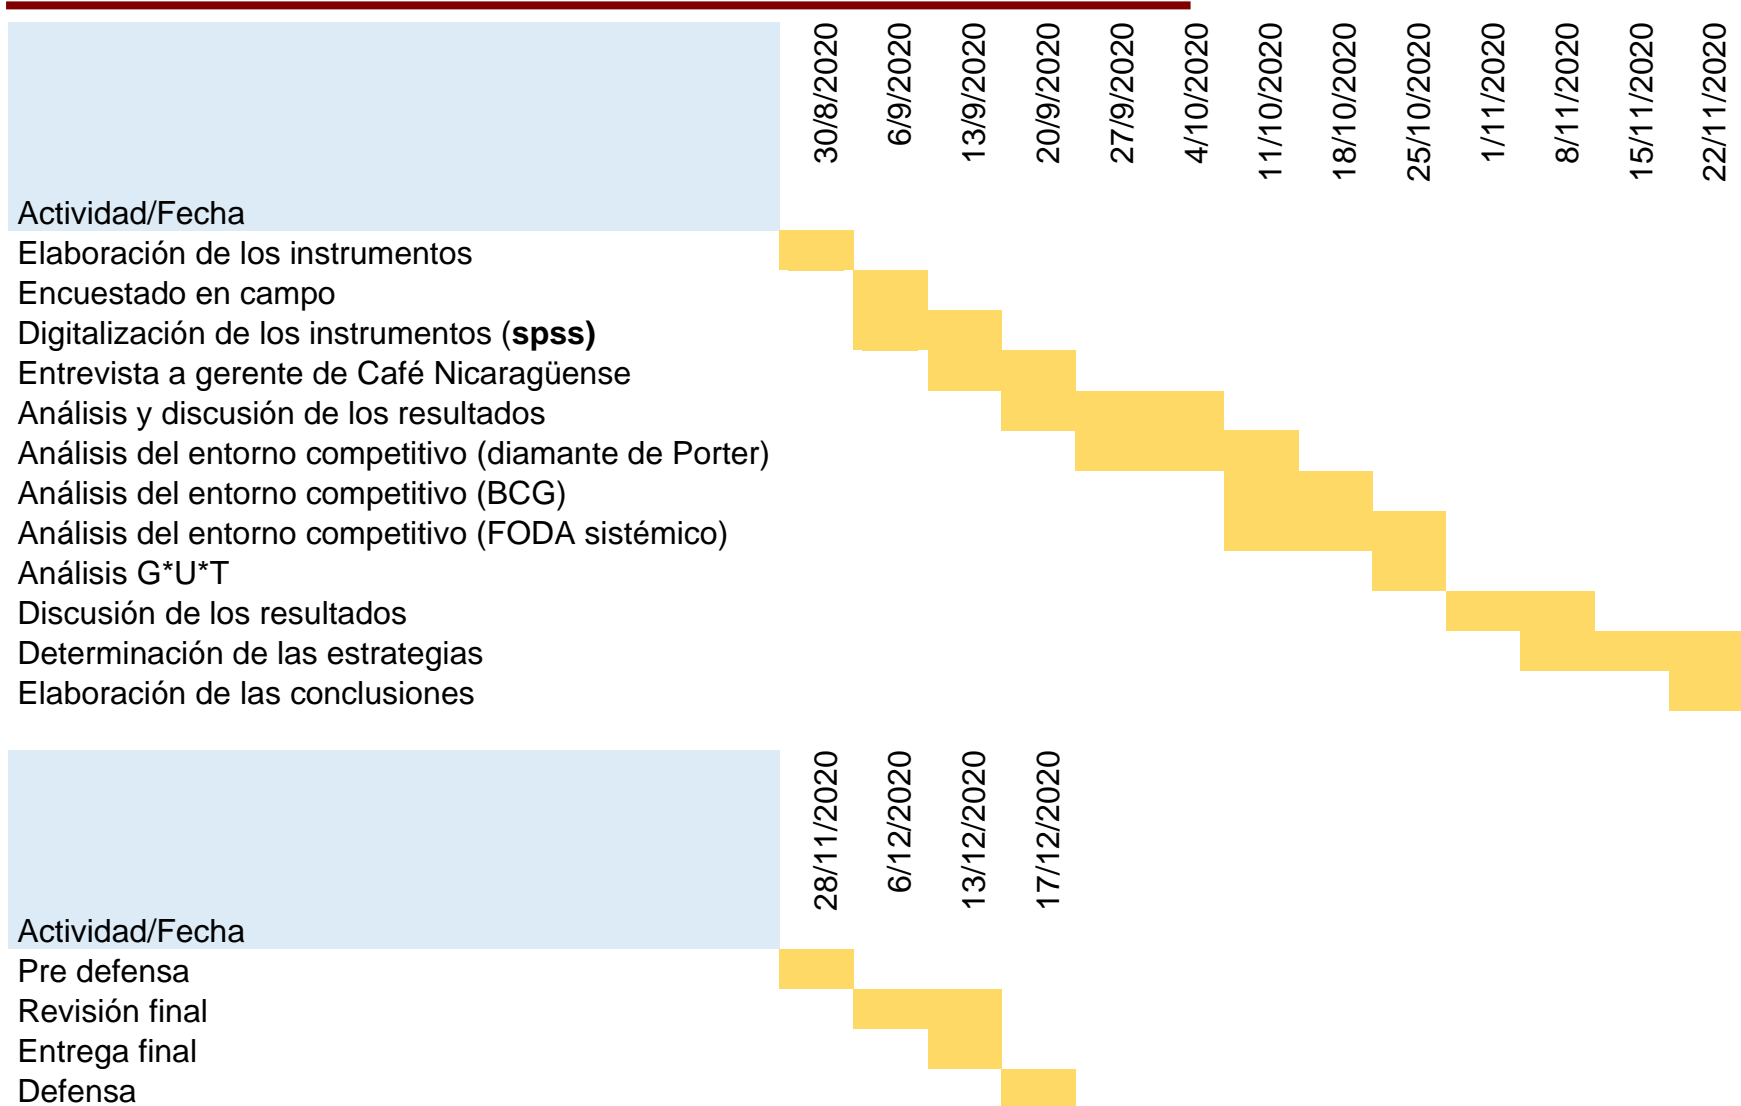 30/8/2020
6/9/2020
13/9/2020
20/9/2020
27/9/2020
4/10/2020
11/10/2020
18/10/2020
25/10/2020
1/11/2020
8/11/2020
15/11/2020
22/11/2020
Actividad/Fecha
Elaboración de los instrumentos
Encuestado en campo
Digitalización de los instrumentos (spss)
Entrevista a gerente de Café Nicaragüense
Análisis y discusión de los resultados
Análisis del entorno competitivo (diamante de Porter)
Análisis del entorno competitivo (BCG)
Análisis del entorno competitivo (FODA sistémico)
Análisis G*U*T
Discusión de los resultados
Determinación de las estrategias
Elaboración de las conclusiones
28/11/2020
6/12/2020
13/12/2020
17/12/2020
Actividad/Fecha
Pre defensa
Revisión final
Entrega final
Defensa